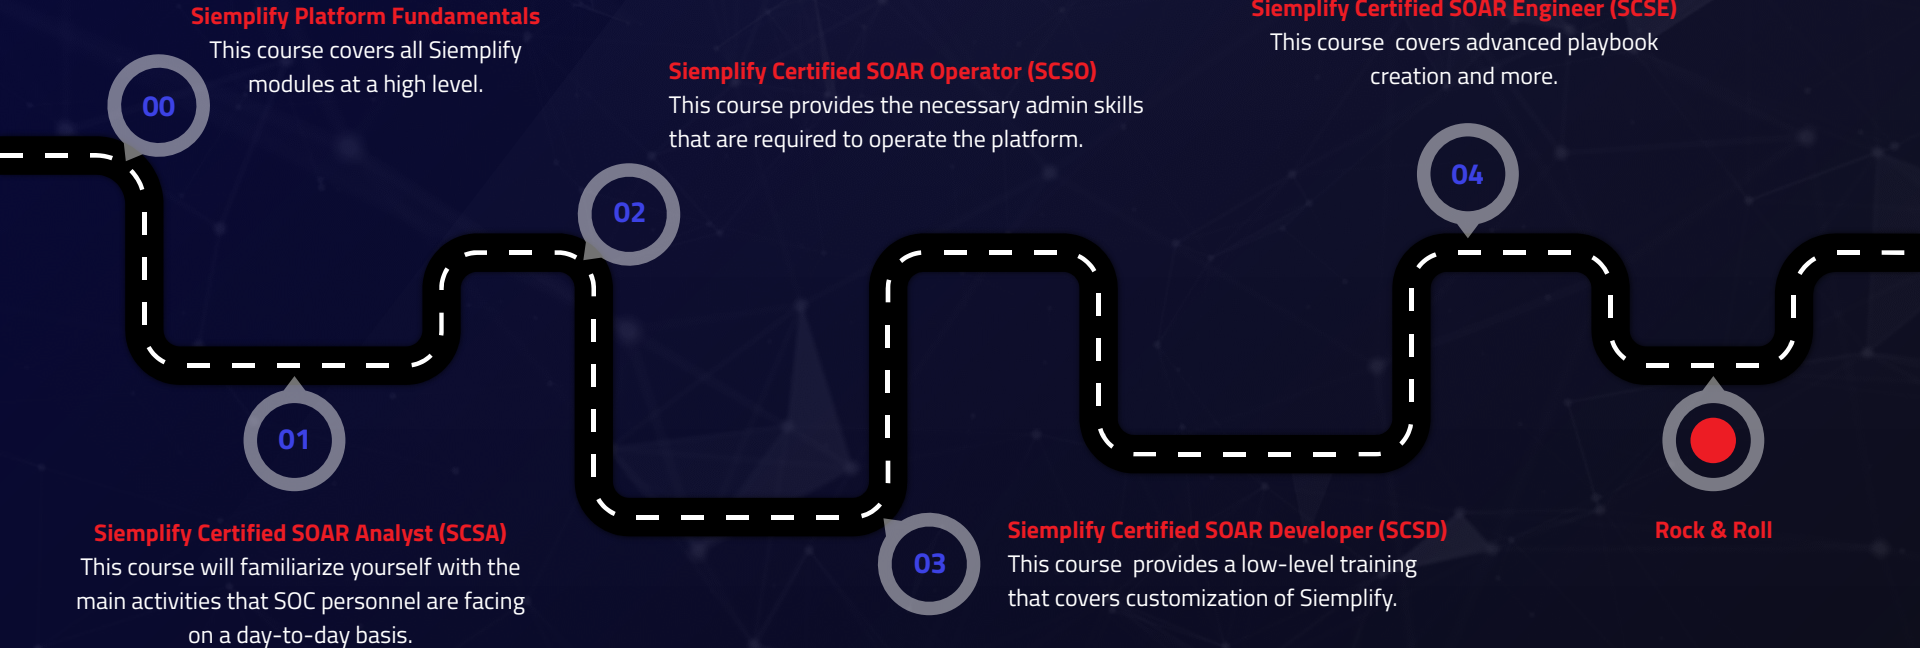 Siemplify Platform Fundamentals
This course covers all Siemplify
modules at a high level.
00
Siemplify Certified SOAR Analyst (SCSA)
This course will familiarize yourself with the
main activities that SOC personnel are facing
on a day-to-day basis.
01
Siemplify Certified SOAR Operator (SCSO)
This course provides the necessary admin skills
that are required to operate the platform.
02
Siemplify Certified SOAR Developer (SCSD)
This course  provides a low-level training
that covers customization of Siemplify.
03
Siemplify Certified SOAR Engineer (SCSE)
This course  covers advanced playbook
creation and more.
04
Rock & Roll